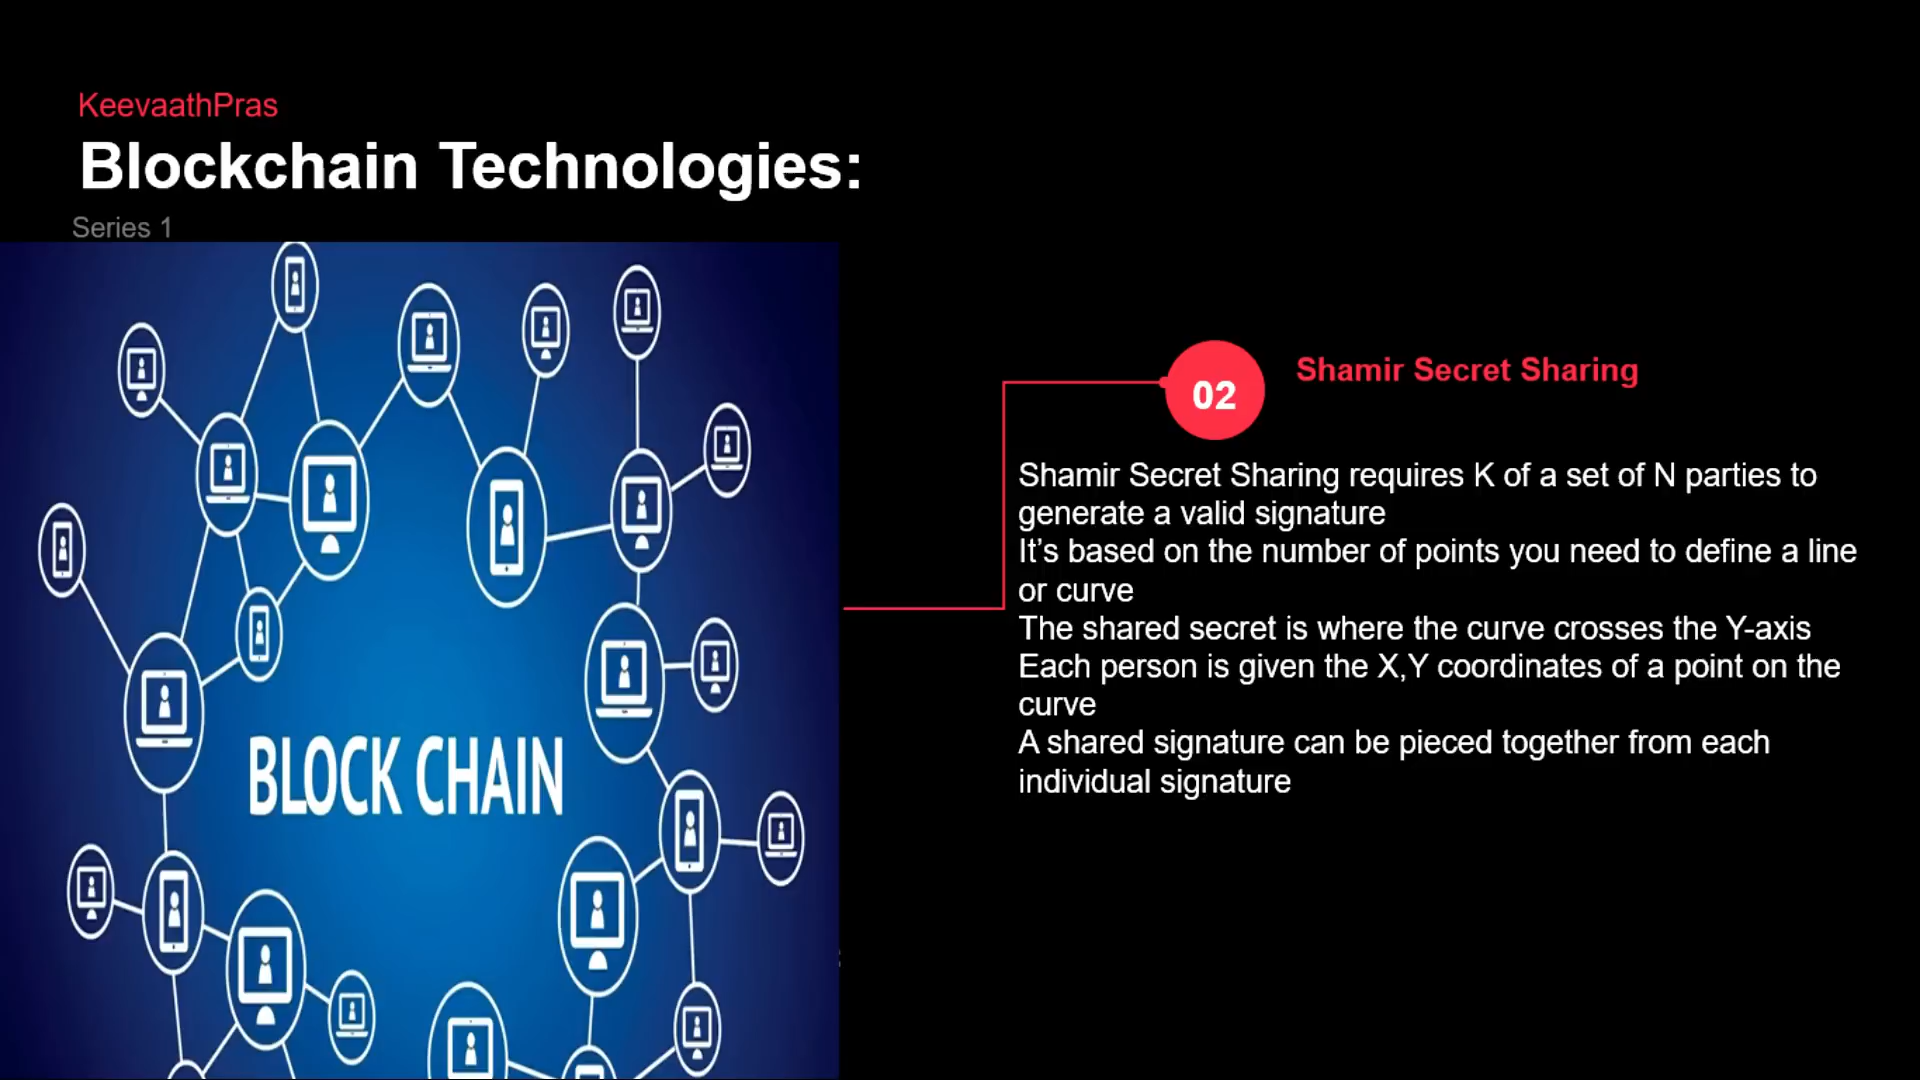 KeevaathPras
Blockchain Technologies:
Series 1
BLOCK CHAIN
02
Shamir Secret Sharing
Shamir Secret Sharing requires K of a set of N parties to
generate a valid signature
It’s based on the number of points you need to define a line
or curve
The shared secret is where the curve crosses the Y-axis
Each person is given the X,Y coordinates of a point on the
curve
A shared signature can be pieced together from each
individual signature